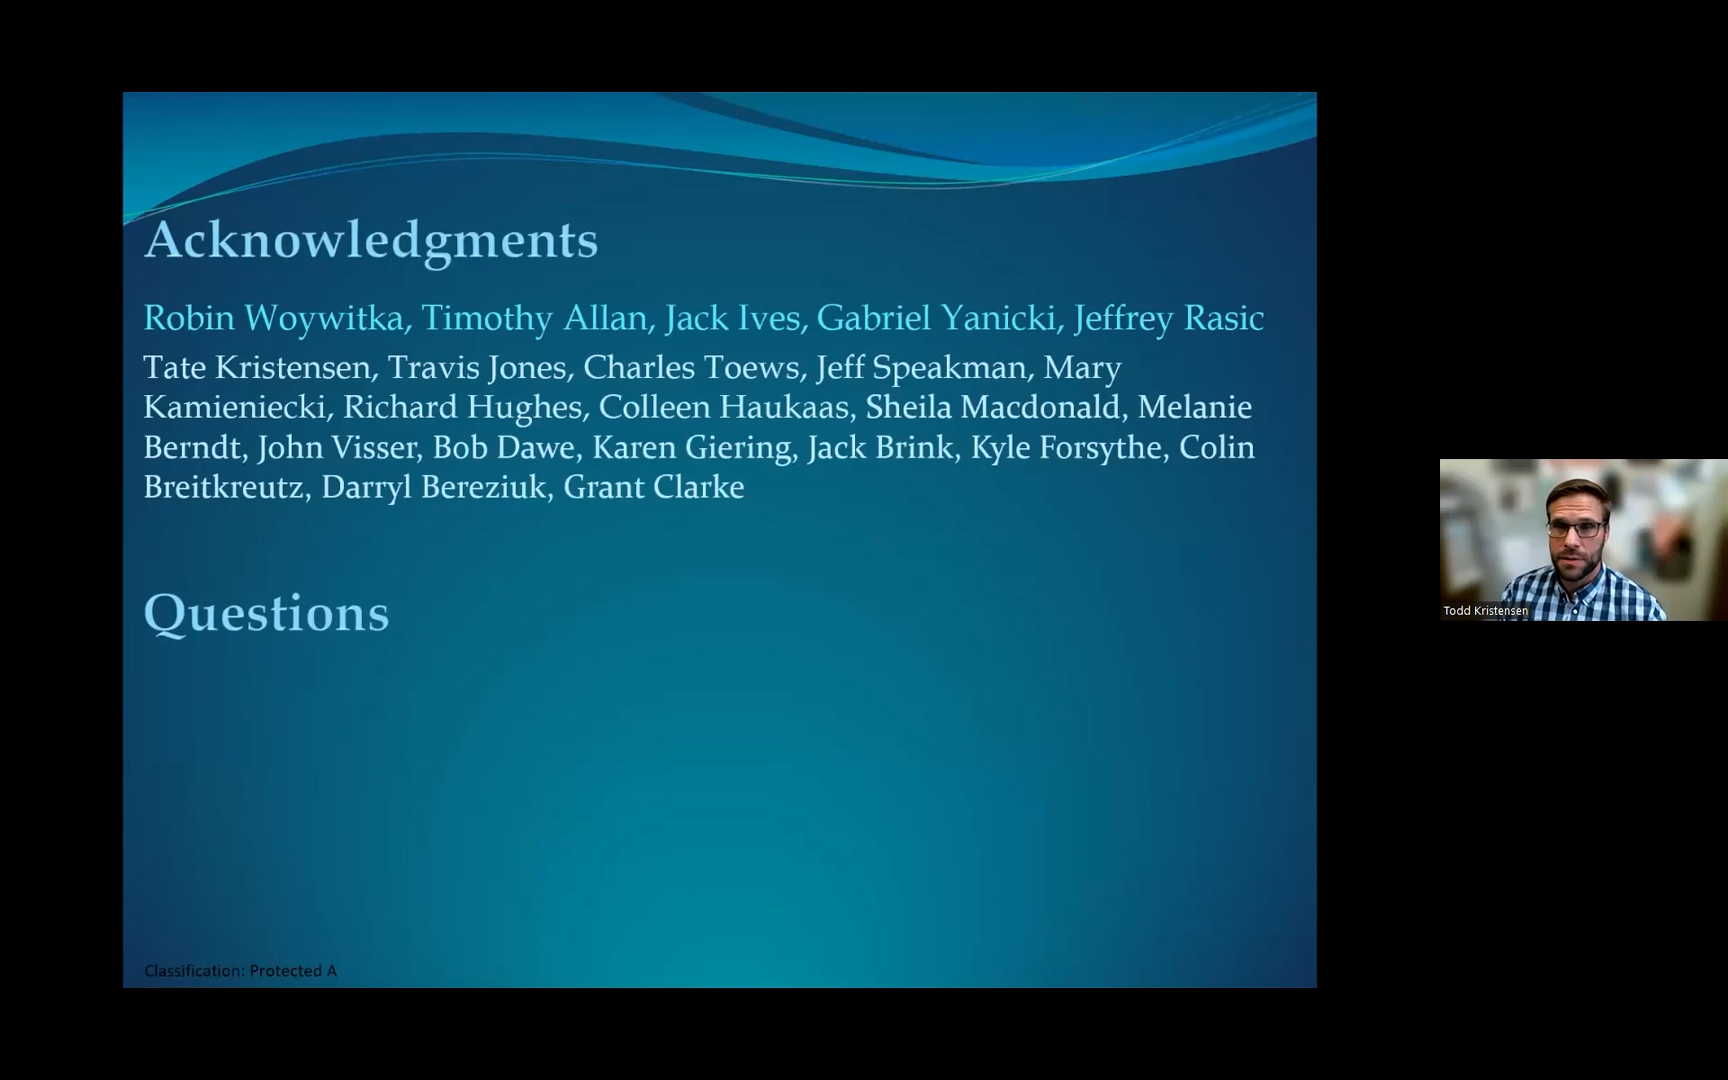 Acknowledgments
Robin Woywitka, Timothy Allan, Jack Ives, Gabriel Yanicki, Jeffrey Rasic
Tate Kristensen, Travis Jones, Charles Toews, Jeff Speakman, Mary
Kamieniecki, Richard Hughes, Colleen Haukaas, Sheila Macdonald, Melanie
Berndt, John Visser, Bob Dawe, Karen Giering, Jack Brink, Kyle Forsythe, Colin
Breitkreutz, Darryl Bereziuk, Grant Clarke
Questions
Classification: Protected A
Todd Kristensen